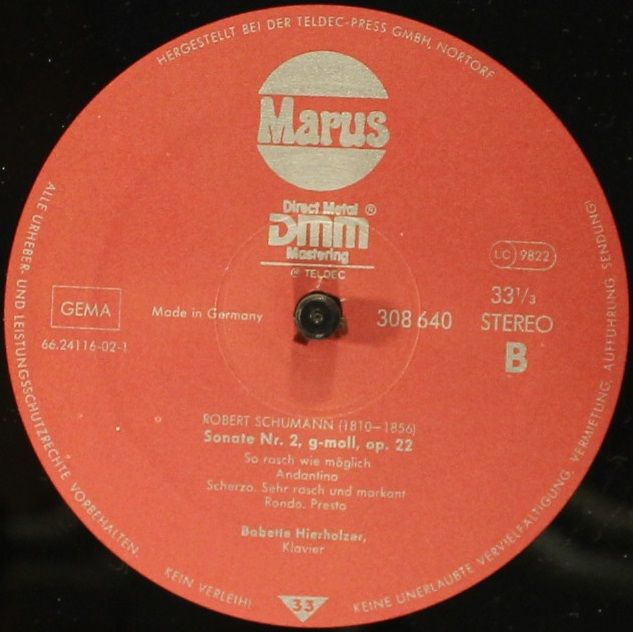 HERGESTELLT BEI DER TELDEC-PRESS GMBH, NORTORF
Marus
Direct Metal ®
DMM
Mastering
℗ TELDEC
LC 9822
GEMA
Made in Germany
308 640
33 1/3
STEREO
66.24116-02-1
B
ROBERT SCHUMANN (1810–1856)
Sonate Nr. 2, g-moll, op. 22
So rasch wie möglich
Andantino
Scherzo. Sehr rasch und markant
Rondo. Presto
Babette Hierholzer,
Klavier
ALLE URHEBER- UND LEISTUNGSSCHUTZRECHTE VORBEHALTEN.
KEIN VERLEIH!
33
KEINE UNERLAUBTE VERVIELFÄLTIGUNG, VERMIETUNG, AUFFÜHRUNG, SENDUNG!